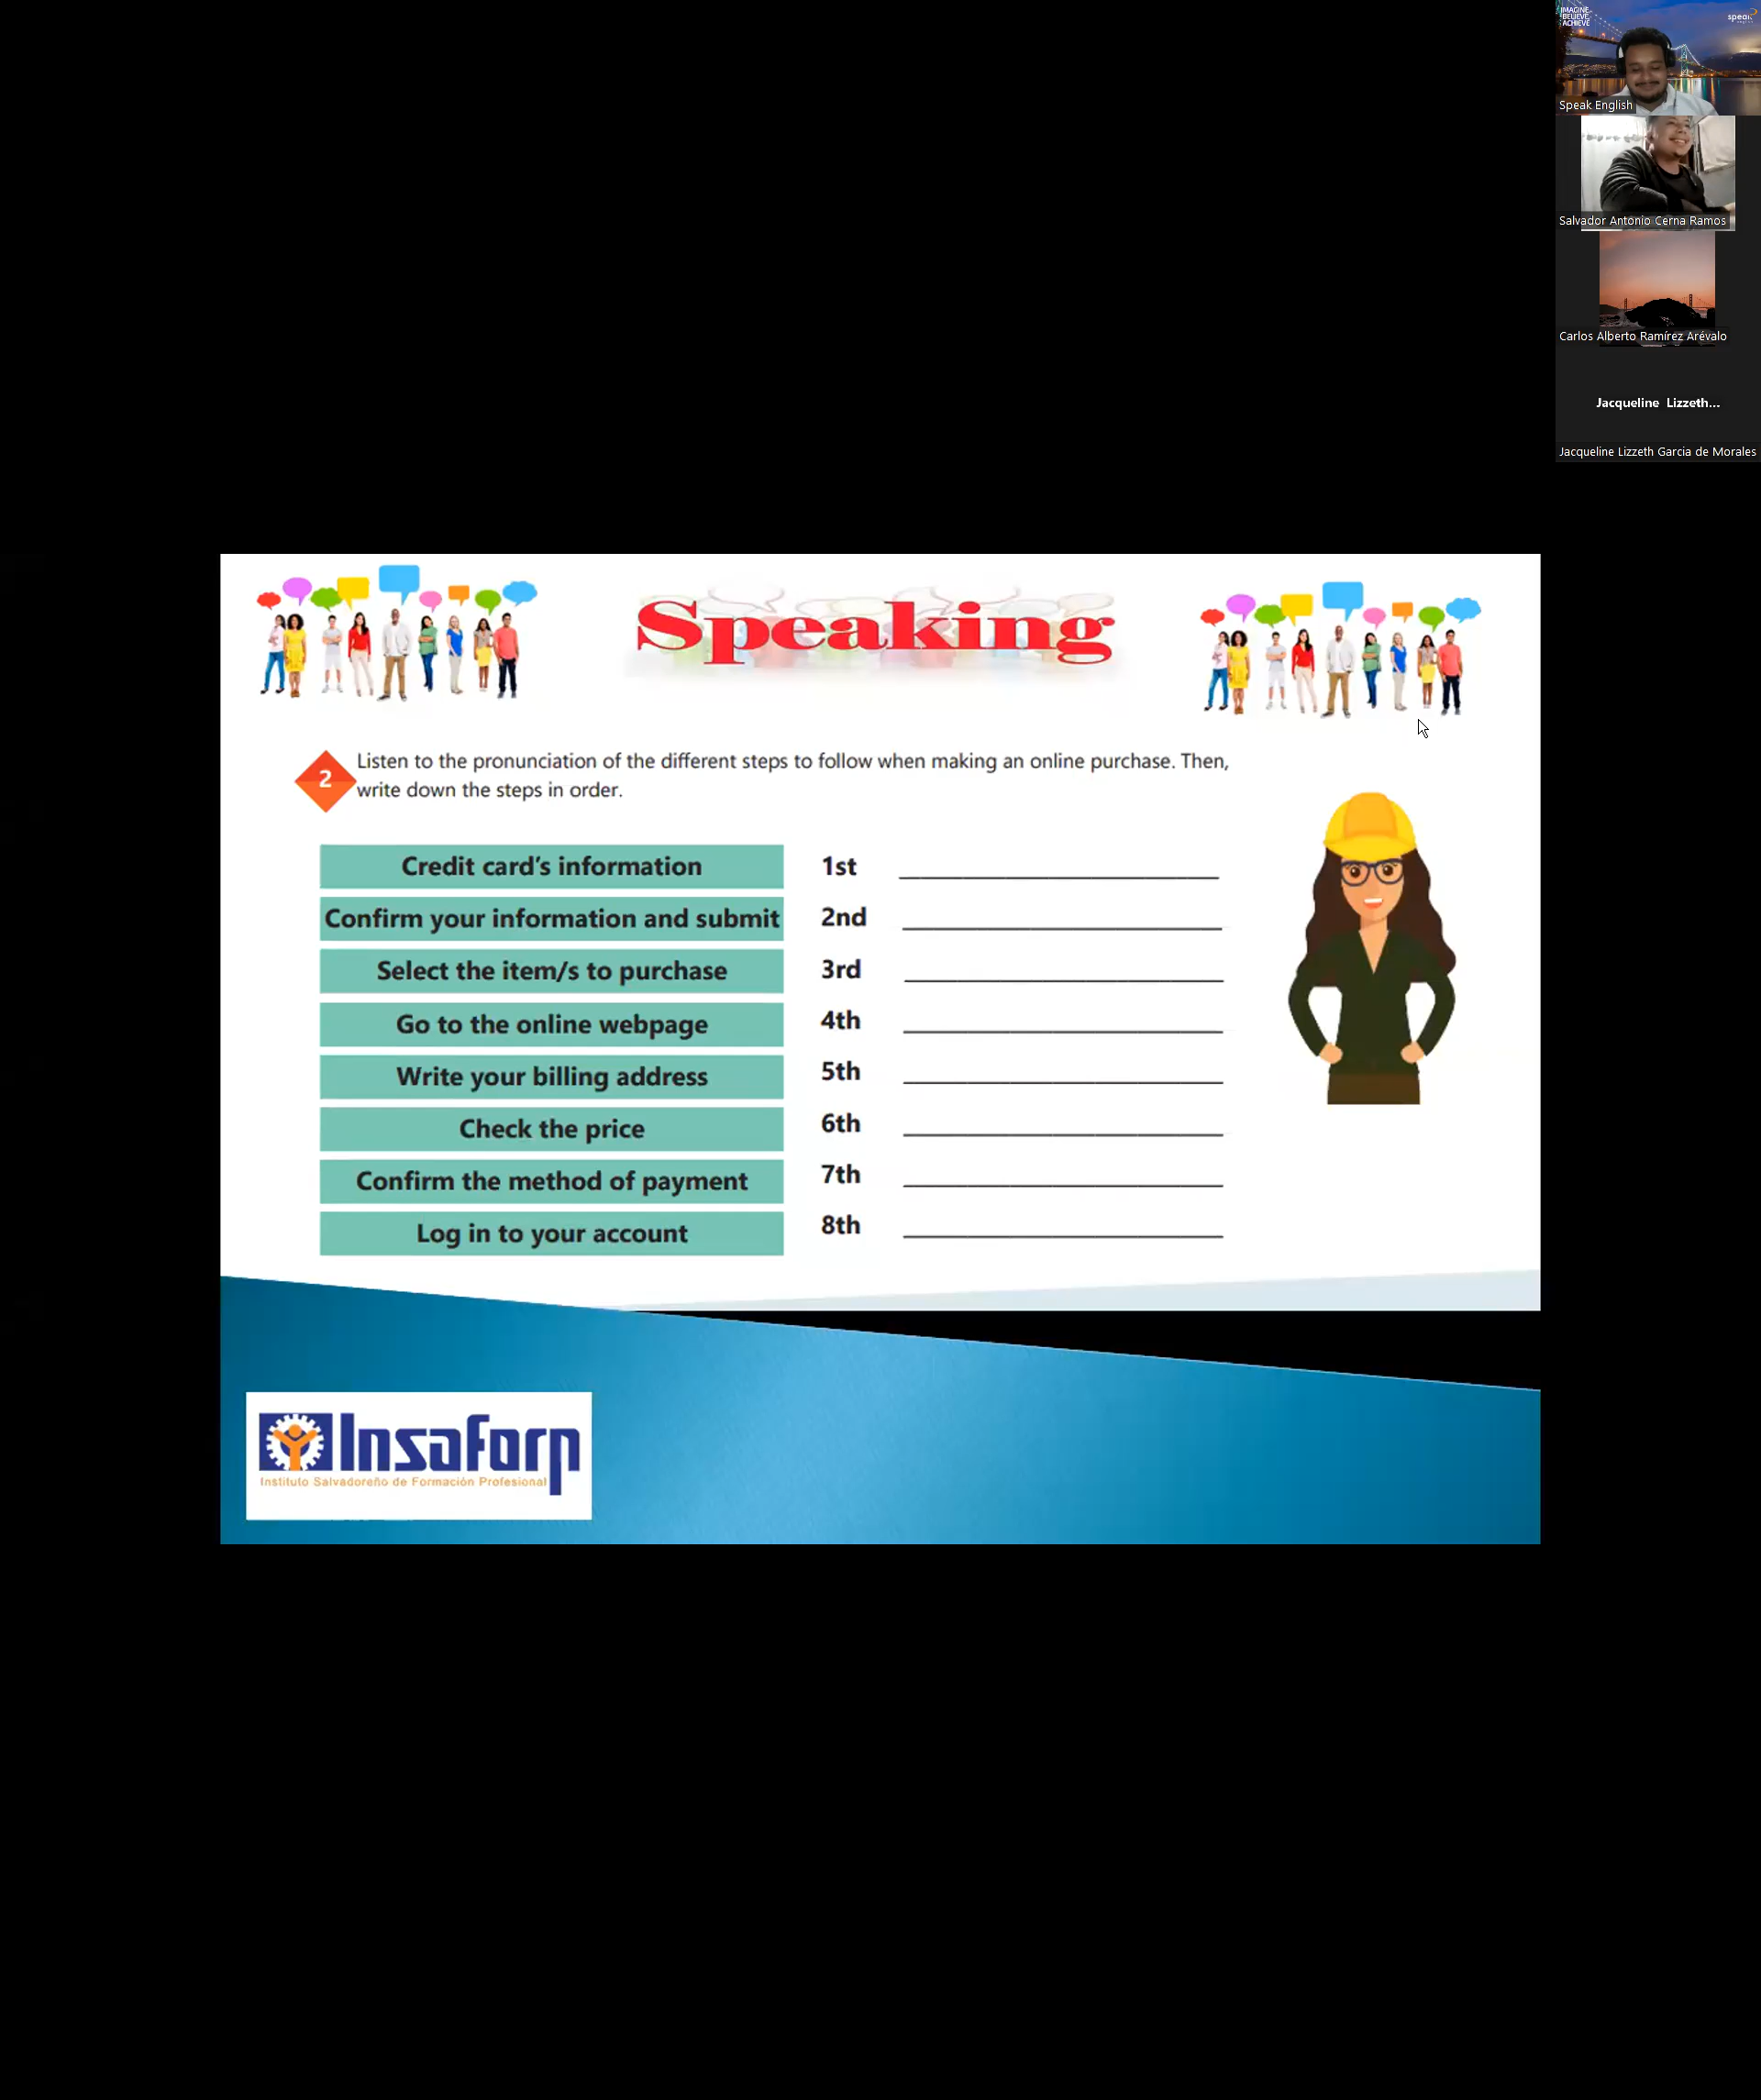 IMAGINE
BELIEVE
ACHIEVE
speak
Speak English
Salvador Antonio Cerna Ramos
Carlos Alberto Ramírez Arévalo
Jacqueline Lizzeth...
Jacqueline Lizzeth Garcia de Morales
Speaking
2
Listen to the pronunciation of the different steps to follow when making an online purchase. Then,
write down the steps in order.
Credit card's information
Confirm your information and submit
Select the item/s to purchase
Go to the online webpage
Write your billing address
Check the price
Confirm the method of payment
Log in to your account
1st
2nd
3rd
4th
5th
6th
7th
8th
Insaforp
Instituto Salvadoreño de Formación Profesional